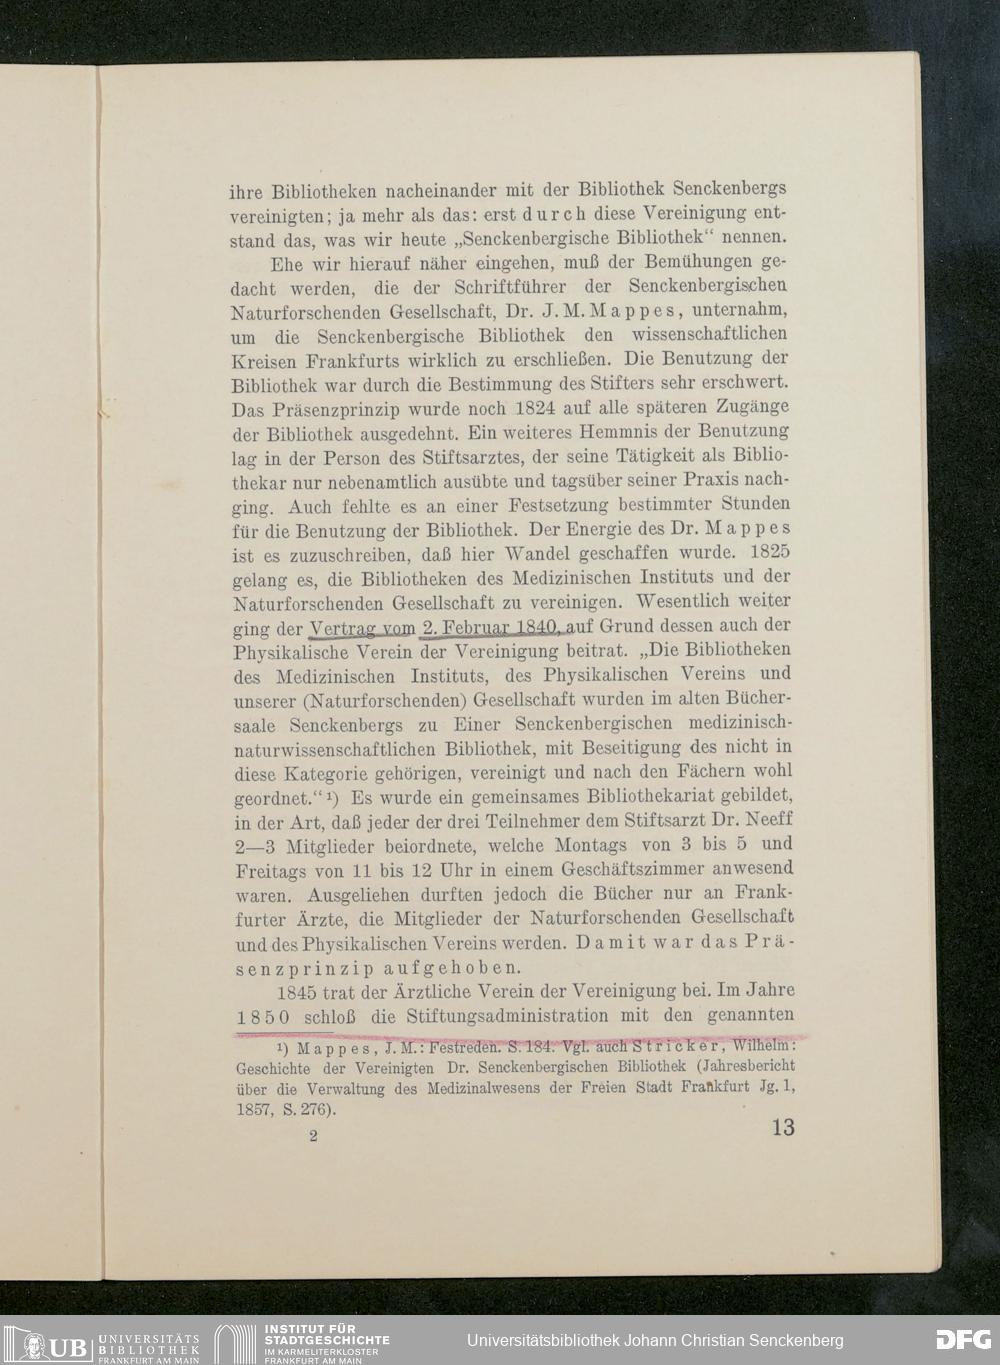 ihre Bibliotheken nacheinander mit der Bibliothek Senckenbergs
vereinigten; ja mehr als das: erst durch diese Vereinigung ent-
stand das, was wir heute „Senckenbergische Bibliothek“ nennen.
Ehe wir hierauf näher eingehen, muß der Bemühungen ge-
dacht werden, die der Schriftführer der Senckenbergischen
Naturforschenden Gesellschaft, Dr. J. M. Mappes, unternahm,
um die Senckenbergische Bibliothek den wissenschaftlichen
Kreisen Frankfurts wirklich zu erschließen. Die Benutzung der
Bibliothek war durch die Bestimmung des Stifters sehr erschwert.
Das Präsenzprinzip wurde noch 1824 auf alle späteren Zugänge
der Bibliothek ausgedehnt. Ein weiteres Hemmnis der Benutzung
lag in der Person des Stiftsarztes, der seine Tätigkeit als Biblio-
thekar nur nebenamtlich ausübte und tagsüber seiner Praxis nach-
ging. Auch fehlte es an einer Festsetzung bestimmter Stunden
für die Benutzung der Bibliothek. Der Energie des Dr. Mappes
ist es zuzuschreiben, daß hier Wandel geschaffen wurde. 1825
gelang es, die Bibliotheken des Medizinischen Instituts und der
Naturforschenden Gesellschaft zu vereinigen. Wesentlich weiter
ging der Vertrag vom 2. Februar 1840, auf Grund dessen auch der
Physikalische Verein der Vereinigung beitrat. „Die Bibliotheken
des Medizinischen Instituts, des Physikalischen Vereins und
unserer (Naturforschenden) Gesellschaft wurden im alten Bücher-
saale Senckenbergs zu Einer Senckenbergischen medizinisch-
naturwissenschaftlichen Bibliothek, mit Beseitigung des nicht in
diese Kategorie gehörigen, vereinigt und nach den Fächern wohl
geordnet.“ ¹) Es wurde ein gemeinsames Bibliothekariat gebildet,
in der Art, daß jeder der drei Teilnehmer dem Stiftsarzt Dr. Neeff
2—3 Mitglieder beiordnete, welche Montags von 3 bis 5 und
Freitags von 11 bis 12 Uhr in einem Geschäftszimmer anwesend
waren. Ausgeliehen durften jedoch die Bücher nur an Frank-
furter Ärzte, die Mitglieder der Naturforschenden Gesellschaft
und des Physikalischen Vereins werden. Damit war das Prä-
senzprinzip aufgehoben.
1845 trat der Ärztliche Verein der Vereinigung bei. Im Jahre
1850 schloß die Stiftungsadministration mit den genannten
¹) Mappes, J. M.: Festreden. S. 184. Vgl. auch Stricker, Wilhelm:
Geschichte der Vereinigten Dr. Senckenbergischen Bibliothek (Jahresbericht
über die Verwaltung des Medizinalwesens der Freien Stadt Frankfurt Jg. 1,
1857, S. 276).
2
13
UB UNIVERSITÄTS
BIBLIOTHEK
FRANKFURT AM MAIN
INSTITUT FÜR
STADTGESCHICHTE
IM KARMELITERKLOSTER
FRANKFURT AM MAIN
Universitätsbibliothek Johann Christian Senckenberg
DFG